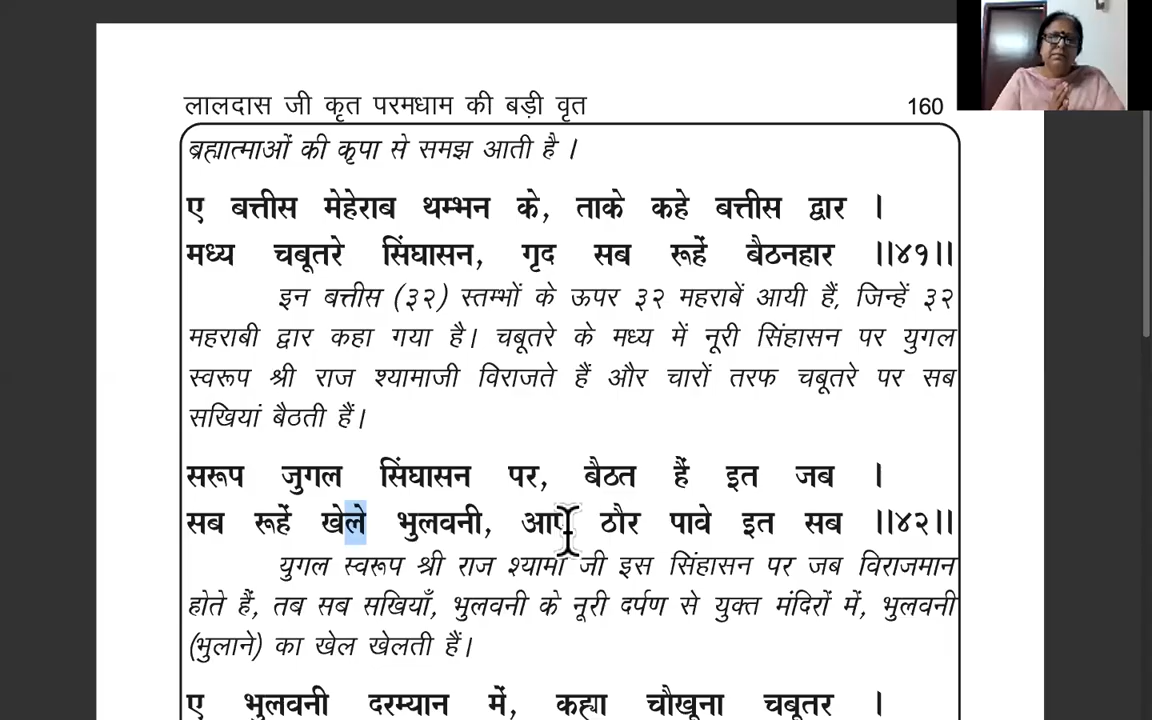 लालदास जी कृत परमधाम की बड़ी वृत 160
ब्रह्मात्माओं की कृपा से समझ आती है ।
ए बत्तीस मेहेराब थम्भन के, ताके कहे बत्तीस द्वार ।
मध्य चबूतरे सिंघासन, गृद सब रूहें बैठनहार ॥४१॥
इन बत्तीस (३२) स्तम्भों के ऊपर ३२ महराबें आयी हैं, जिन्हें ३२
महराबी द्वार कहा गया है। चबूतरे के मध्य में नूरी सिंहासन पर युगल
स्वरूप श्री राज श्यामाजी विराजते हैं और चारों तरफ चबूतरे पर सब
सखियां बैठती हैं।
सरूप जुगल सिंघासन पर, बैठत हैं इत जब ।
सब रूहें खेले भुलवनी, आए ठौर पावे इत सब ॥४२॥
युगल स्वरूप श्री राज श्यामा जी इस सिंहासन पर जब विराजमान
होते हैं, तब सब सखियाँ, भुलवनी के नूरी दर्पण से युक्त मंदिरों में, भुलवनी
(भुलाने) का खेल खेलती हैं।
ए भुलवनी दरम्यान में, कह्या चौखूना चबूतर ।